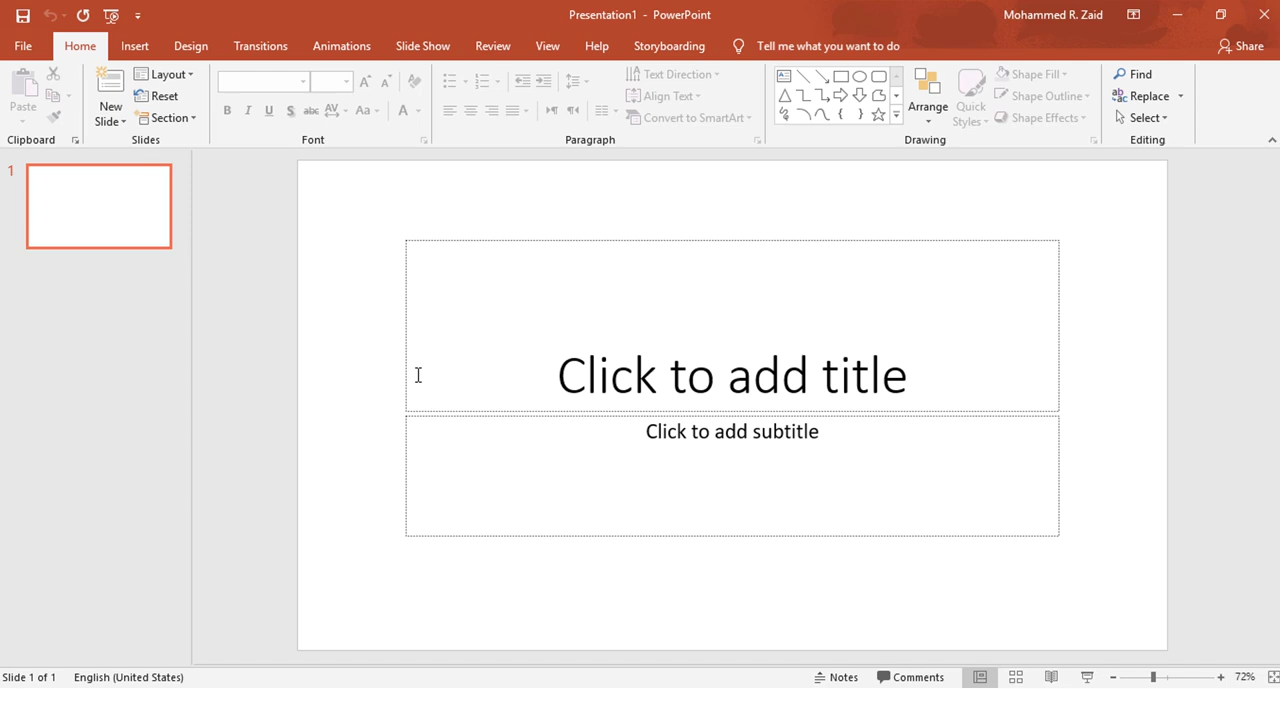 Presentation1 - PowerPoint
Mohammed R. Zaid
File Home Insert Design Transitions Animations Slide Show Review View Help Storyboarding Tell me what you want to do Share
Paste
New Slide
Layout
Reset
Section
B I U S abc AV Aa A
Text Direction
Align Text
Convert to SmartArt
Arrange
Quick Styles
Shape Fill
Shape Outline
Shape Effects
Find
Replace
Select
Clipboard Slides Font Paragraph Drawing Editing
1
Click to add title
Click to add subtitle
Slide 1 of 1 English (United States) Notes Comments 72%